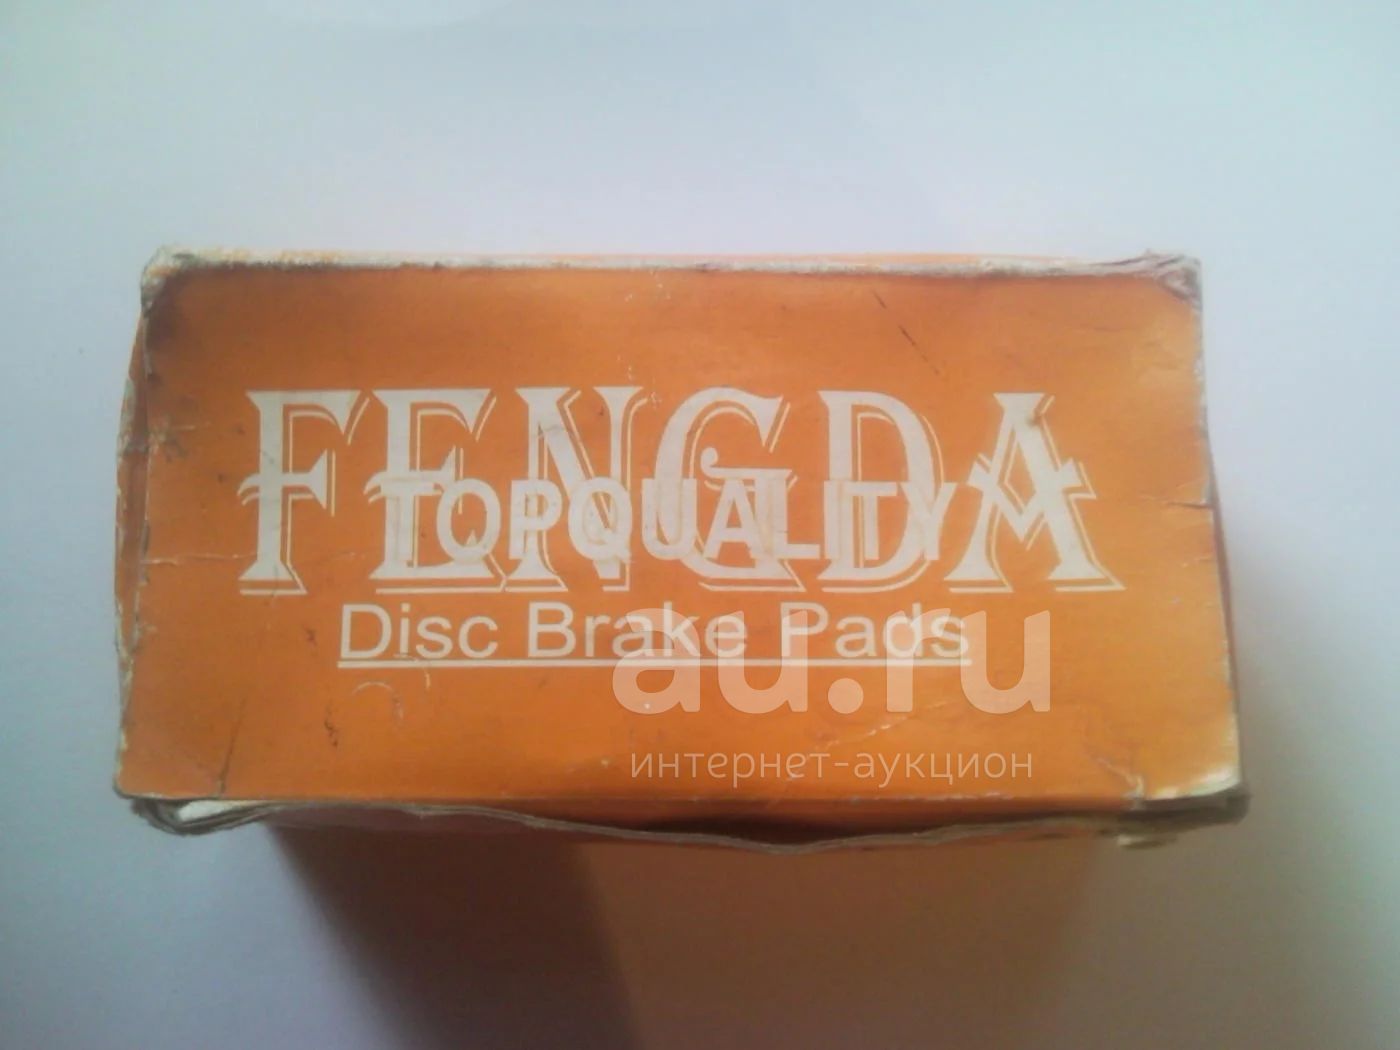 FENGDA
TOPQUALITY
Disc Brake Pads
au.ru
интернет-аукцион